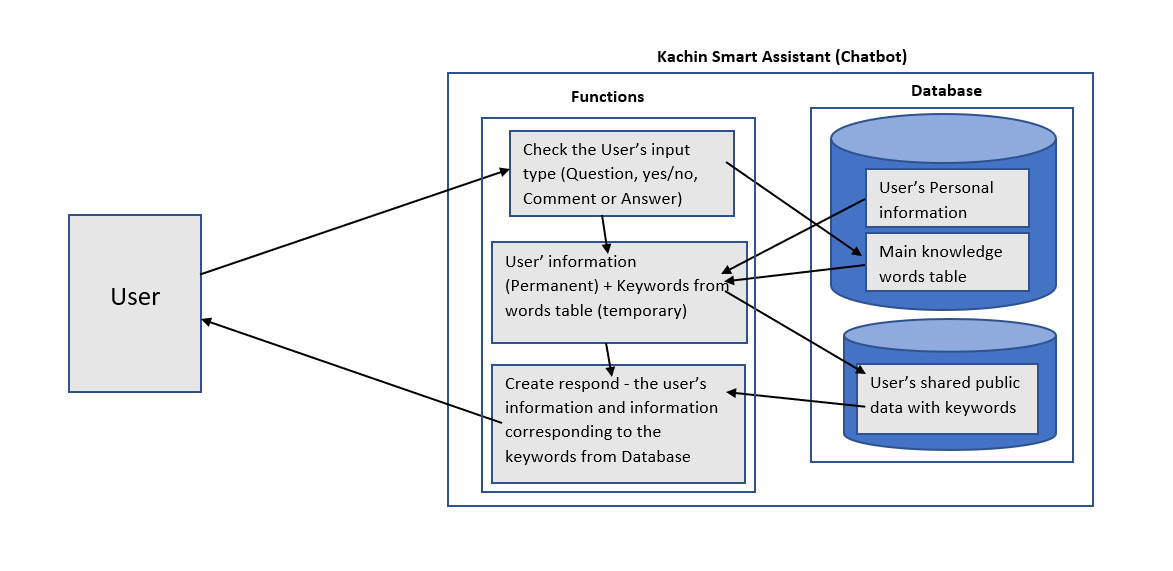 Kachin Smart Assistant (Chatbot)
Functions
Database
User
Check the User's input
type (Question, yes/no,
Comment or Answer)
User' information
(Permanent) + Keywords from
words table (temporary)
Create respond - the user's
information and information
corresponding to the
keywords from Database
User's Personal
information
Main knowledge
words table
User's shared public
data with keywords